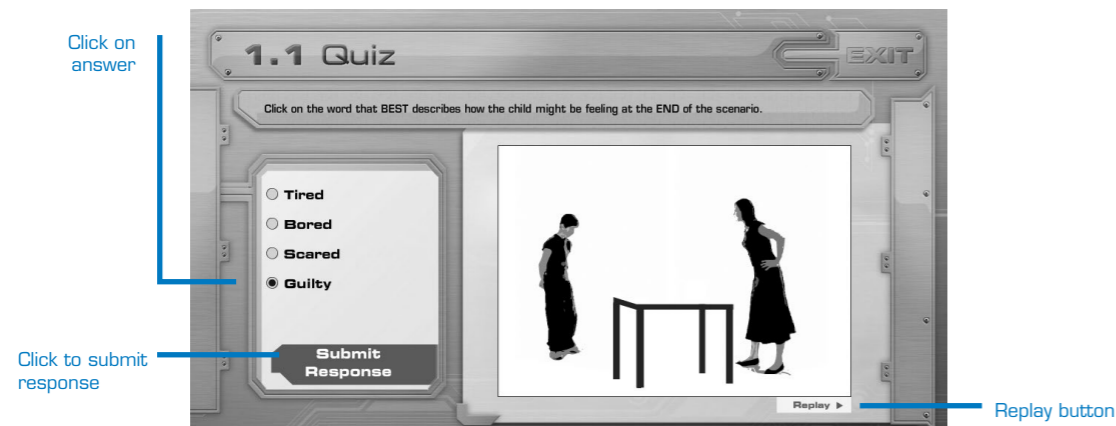 Click on
answer
1.1 Quiz
EXIT
Click on the word that BEST describes how the child might be feeling at the END of the scenario.
Tired
Bored
Scared
Guilty
Submit
Response
Click to submit
response
Replay
Replay button